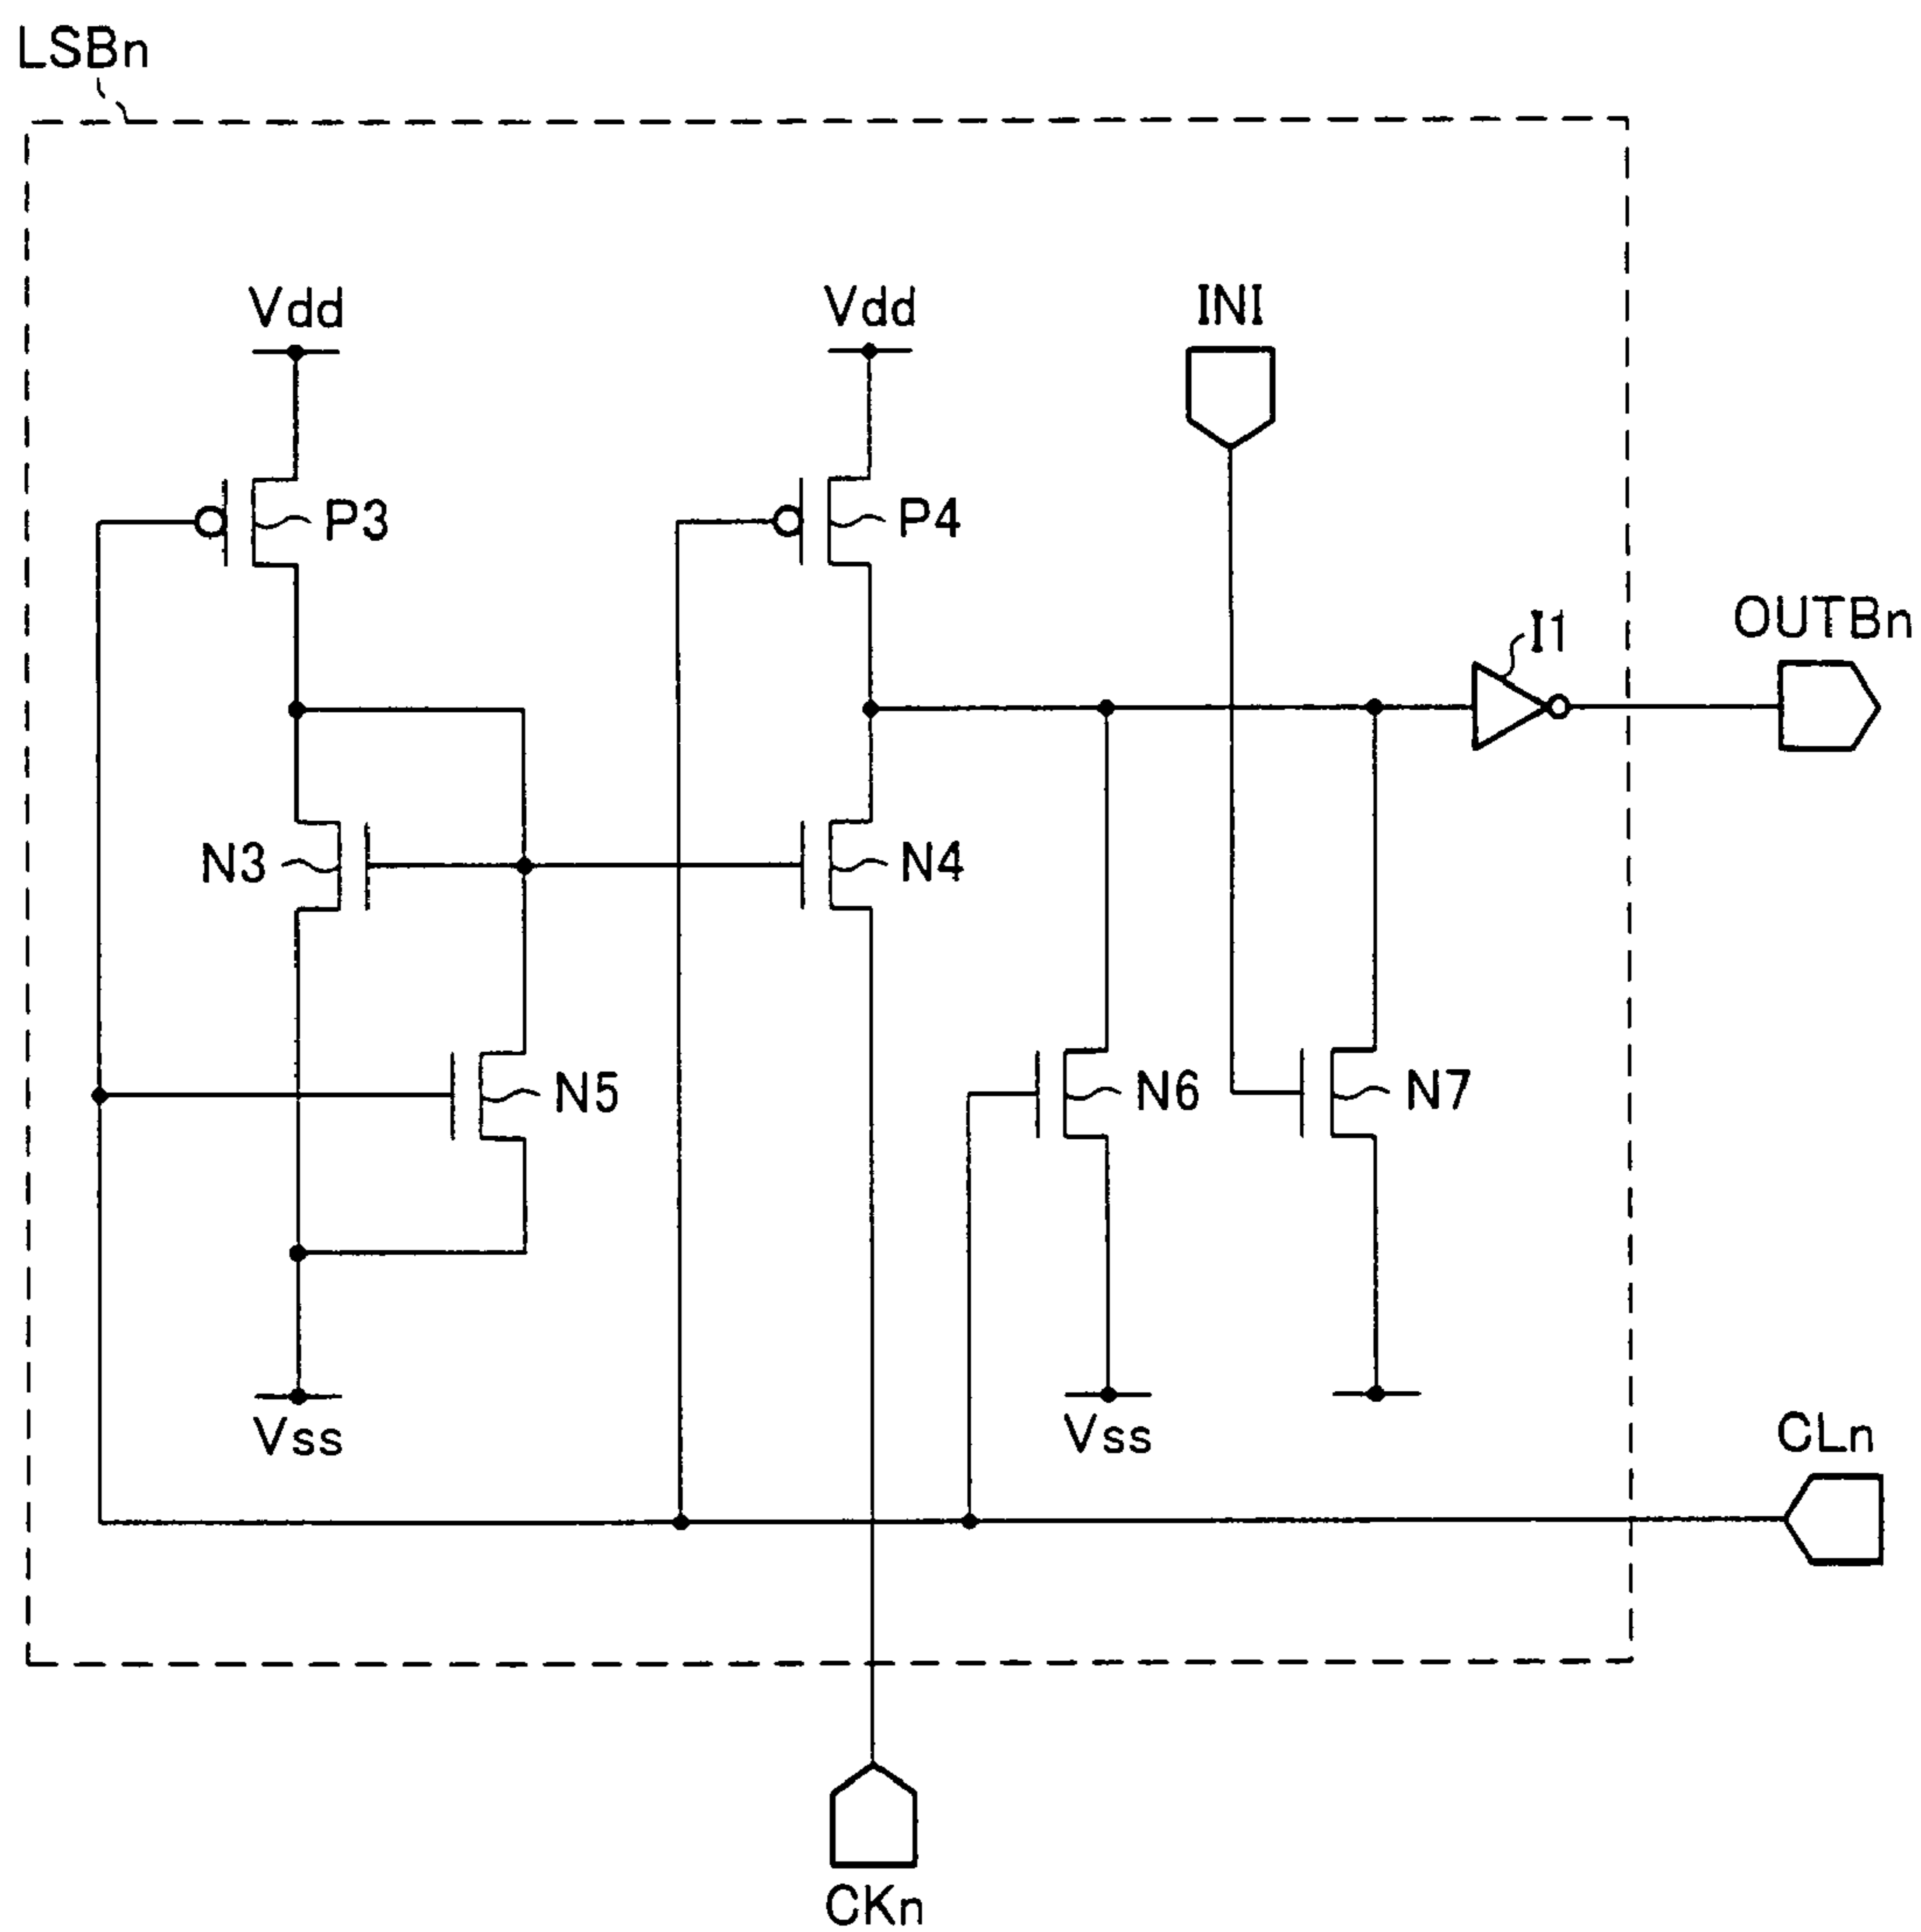 LSBn
Vdd
Vdd
INI
P3
P4
I1
OUTBn
N3
N4
N5
N6
N7
Vss
Vss
CLn
CKn